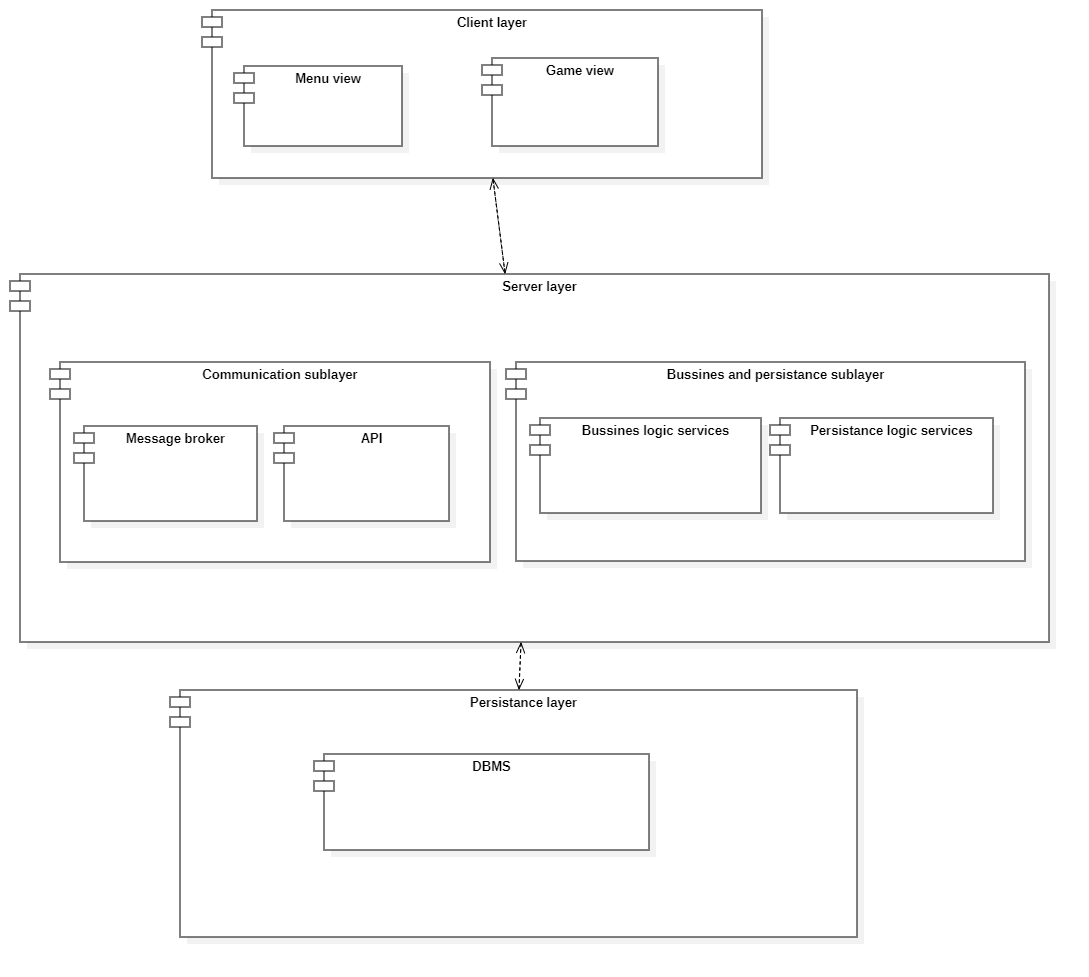 Client layer
Menu view
Game view
Server layer
Communication sublayer
Bussines and persistance sublayer
Message broker
API
Bussines logic services
Persistance logic services
Persistance layer
DBMS